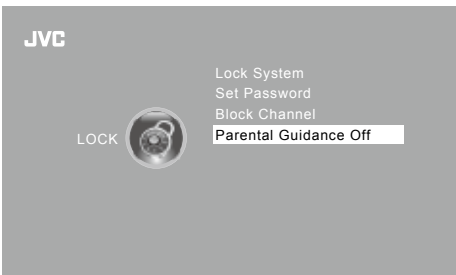 JVC
Lock System
Set Password
Block Channel
Parental Guidance Off
LOCK